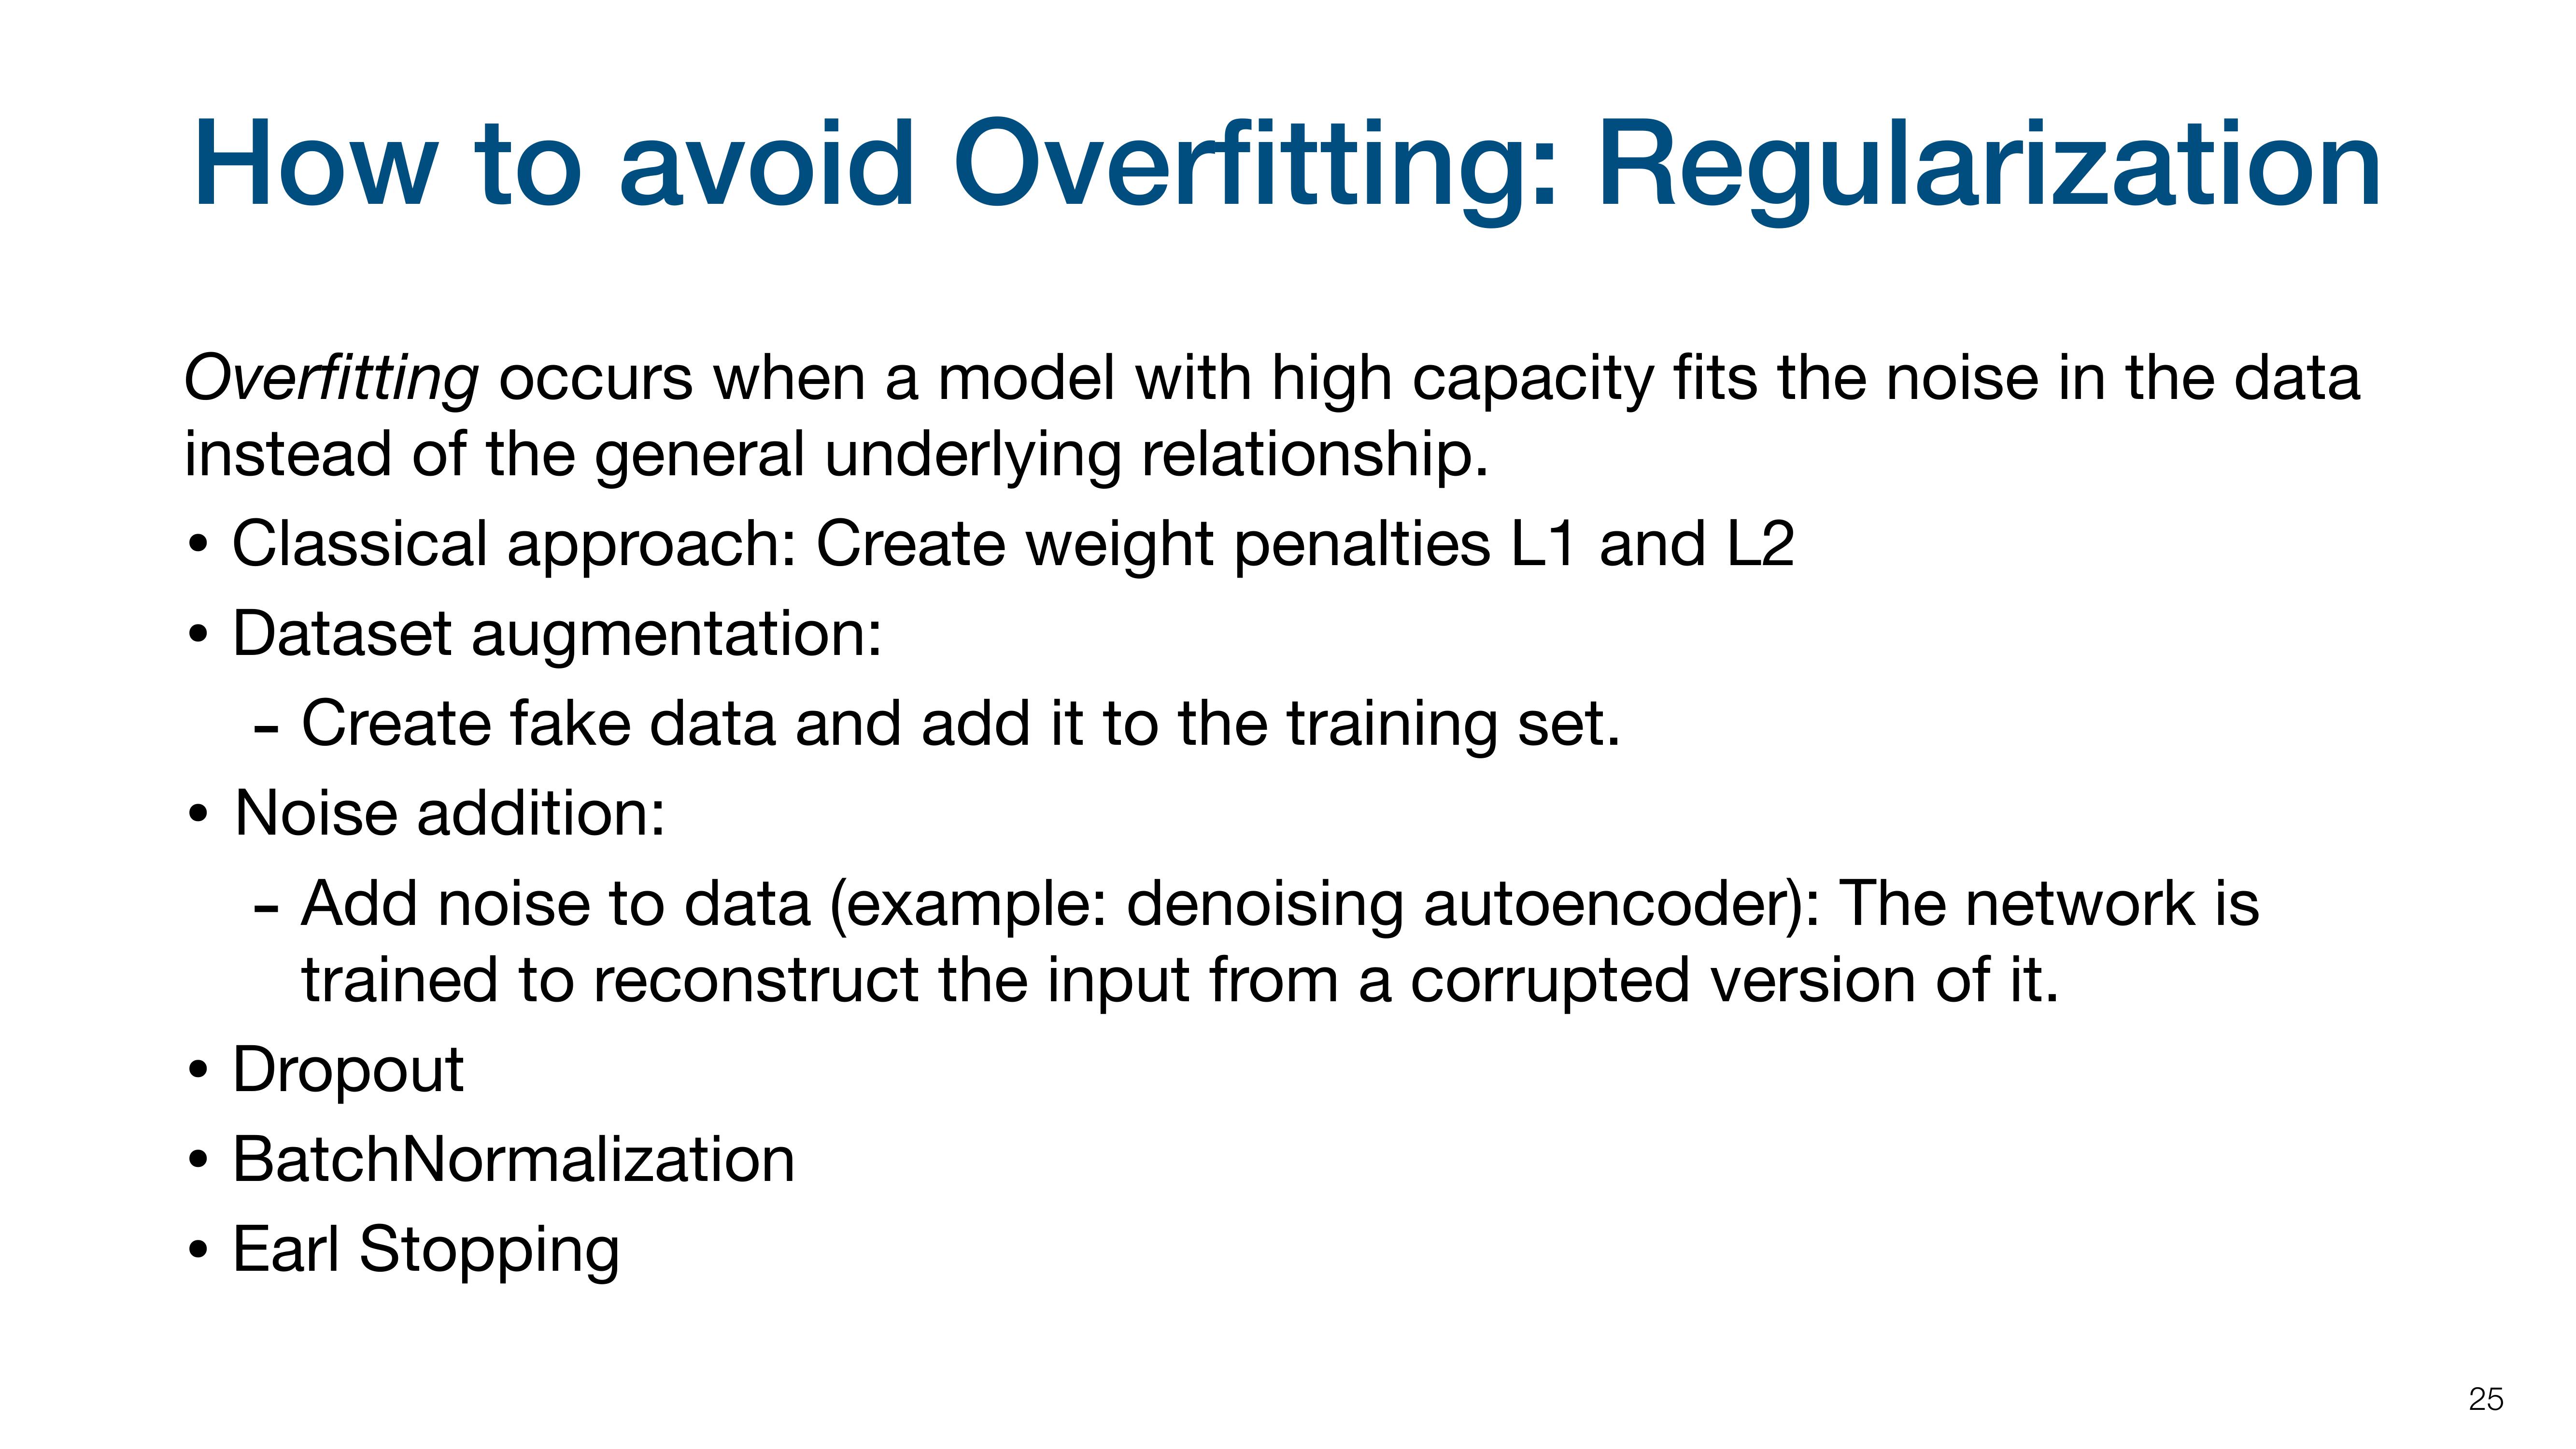 How to avoid Overfitting: Regularization
Overfitting occurs when a model with high capacity fits the noise in the data
instead of the general underlying relationship.
• Classical approach: Create weight penalties L1 and L2
• Dataset augmentation:
- Create fake data and add it to the training set.
• Noise addition:
- Add noise to data (example: denoising autoencoder): The network is
trained to reconstruct the input from a corrupted version of it.
• Dropout
• BatchNormalization
• Earl Stopping
25